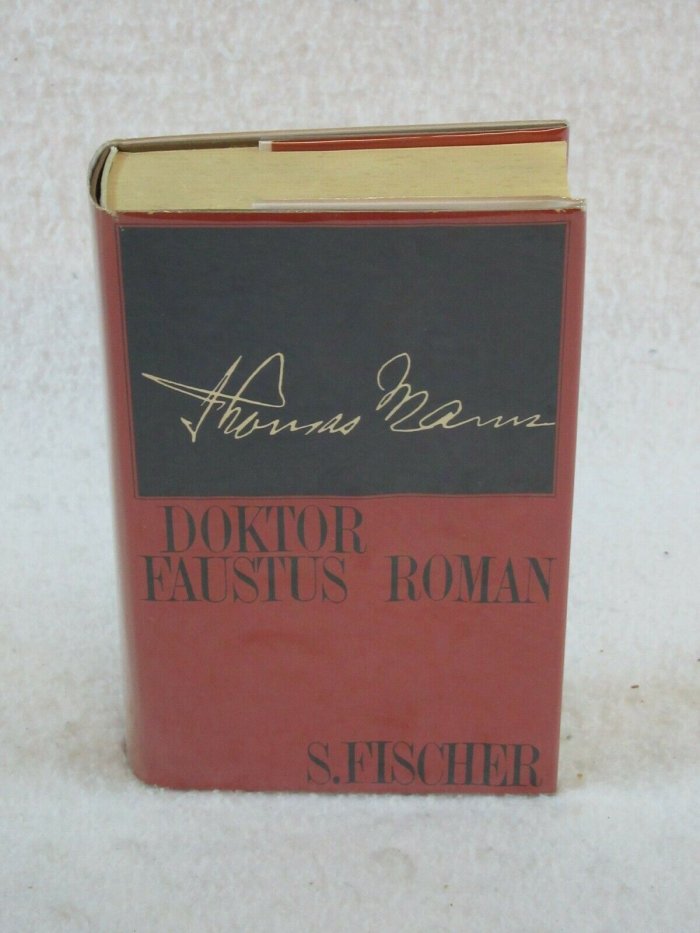 Thomas Mann
DOKTOR
FAUSTUS ROMAN
S.FISCHER